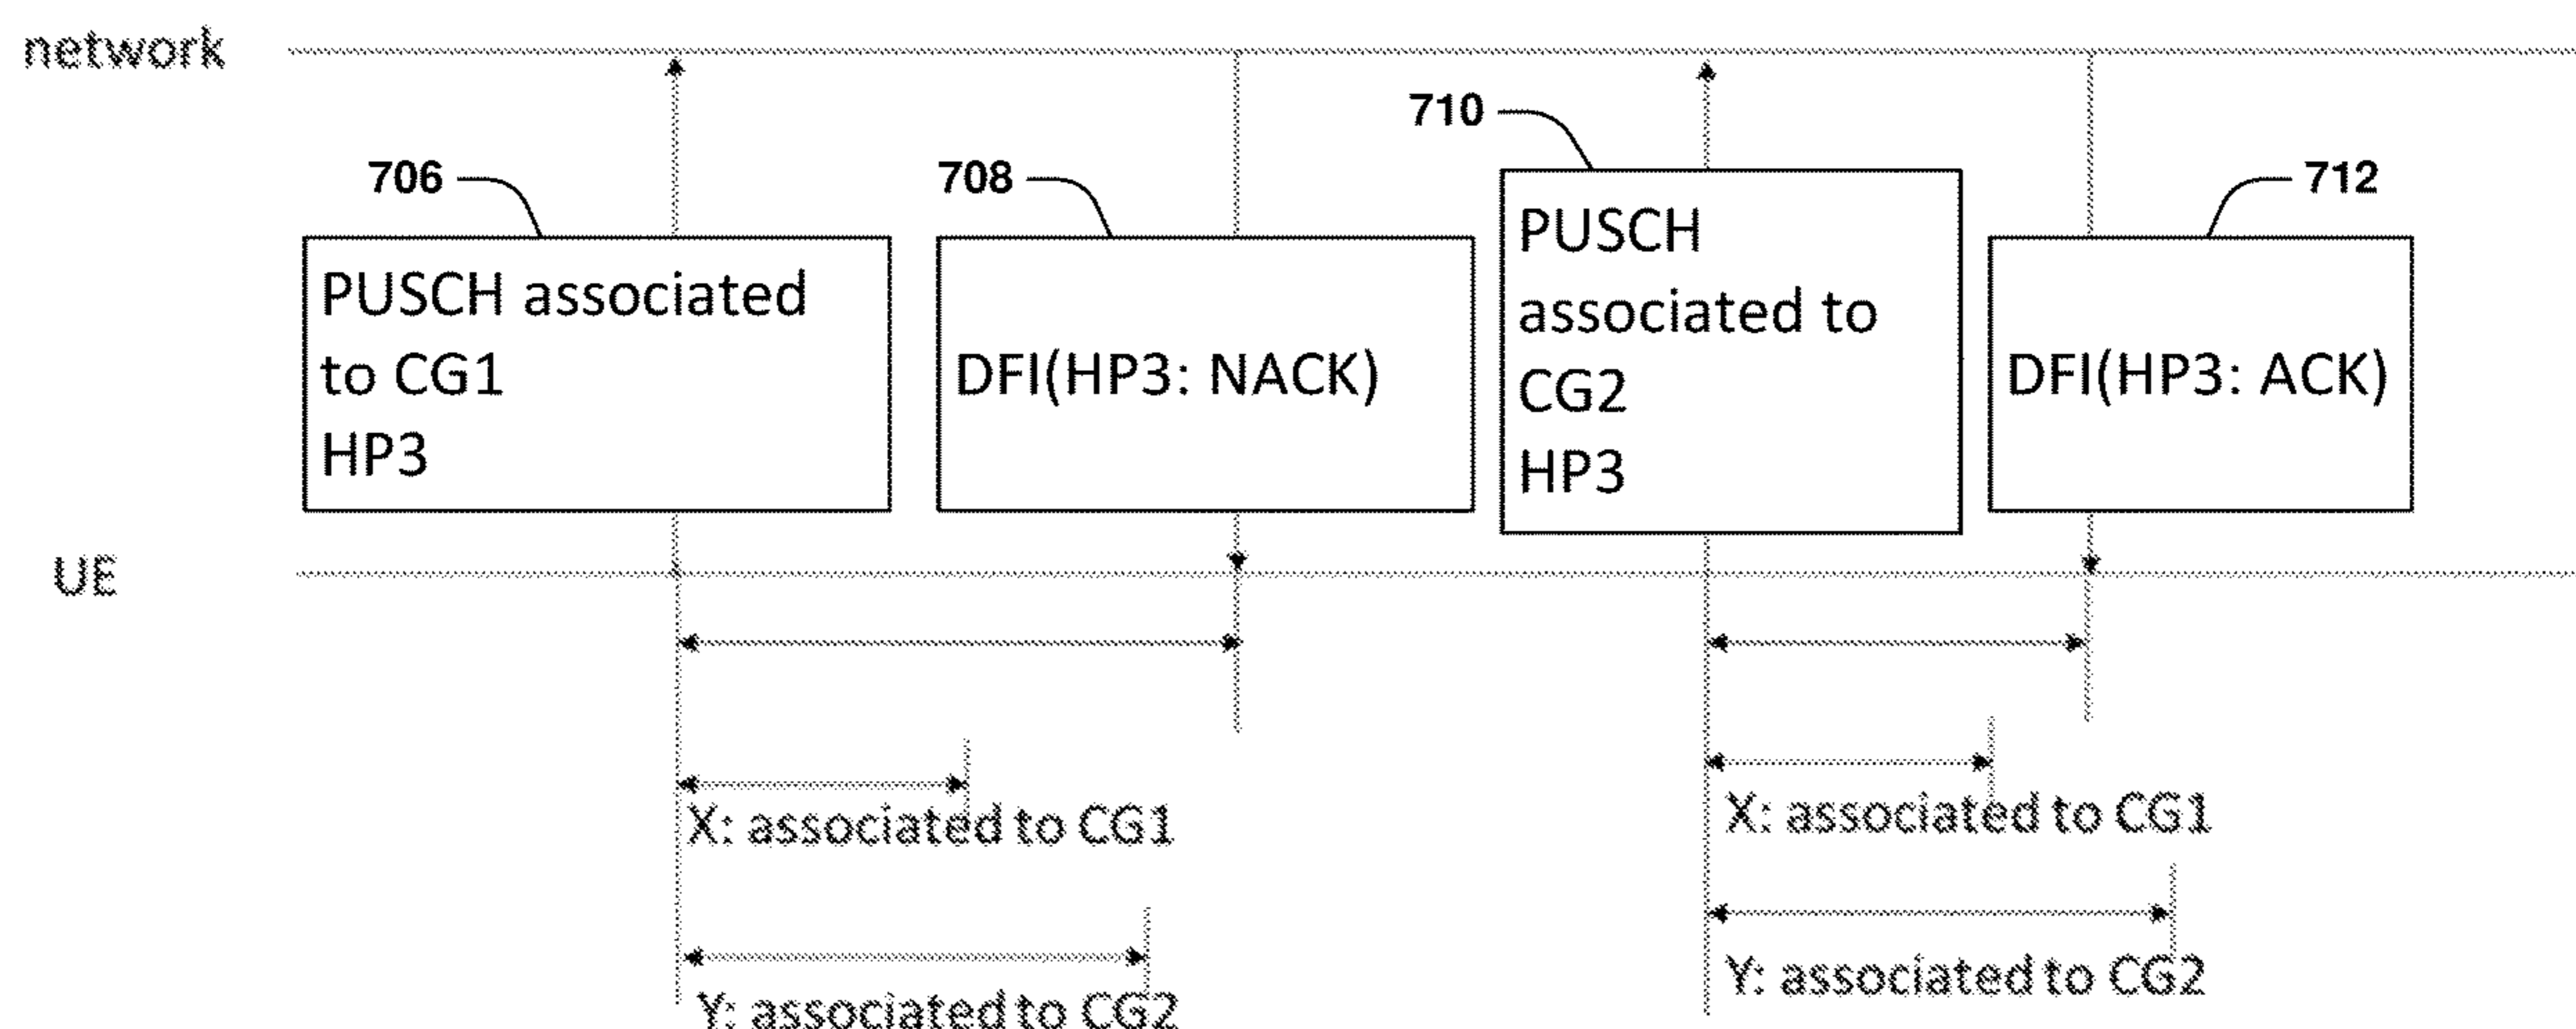 network
706
708
710
712
PUSCH associated
to CG1
HP3
DFI(HP3: NACK)
PUSCH
associated to
CG2
HP3
DFI(HP3: ACK)
UE
X: associated to CG1
Y: associated to CG2
X: associated to CG1
Y: associated to CG2